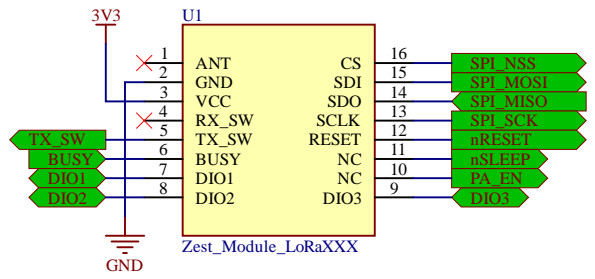 3V3
U1
1 ANT CS 16 SPI_NSS
2 GND SDI 15 SPI_MOSI
3 VCC SDO 14 SPI_MISO
4 RX_SW SCLK 13 SPI_SCK
TX_SW 5 TX_SW RESET 12 nRESET
BUSY 6 BUSY NC 11 nSLEEP
DIO1 7 DIO1 NC 10 PA_EN
DIO2 8 DIO2 DIO3 9 DIO3
Zest_Module_LoRaXXX
GND